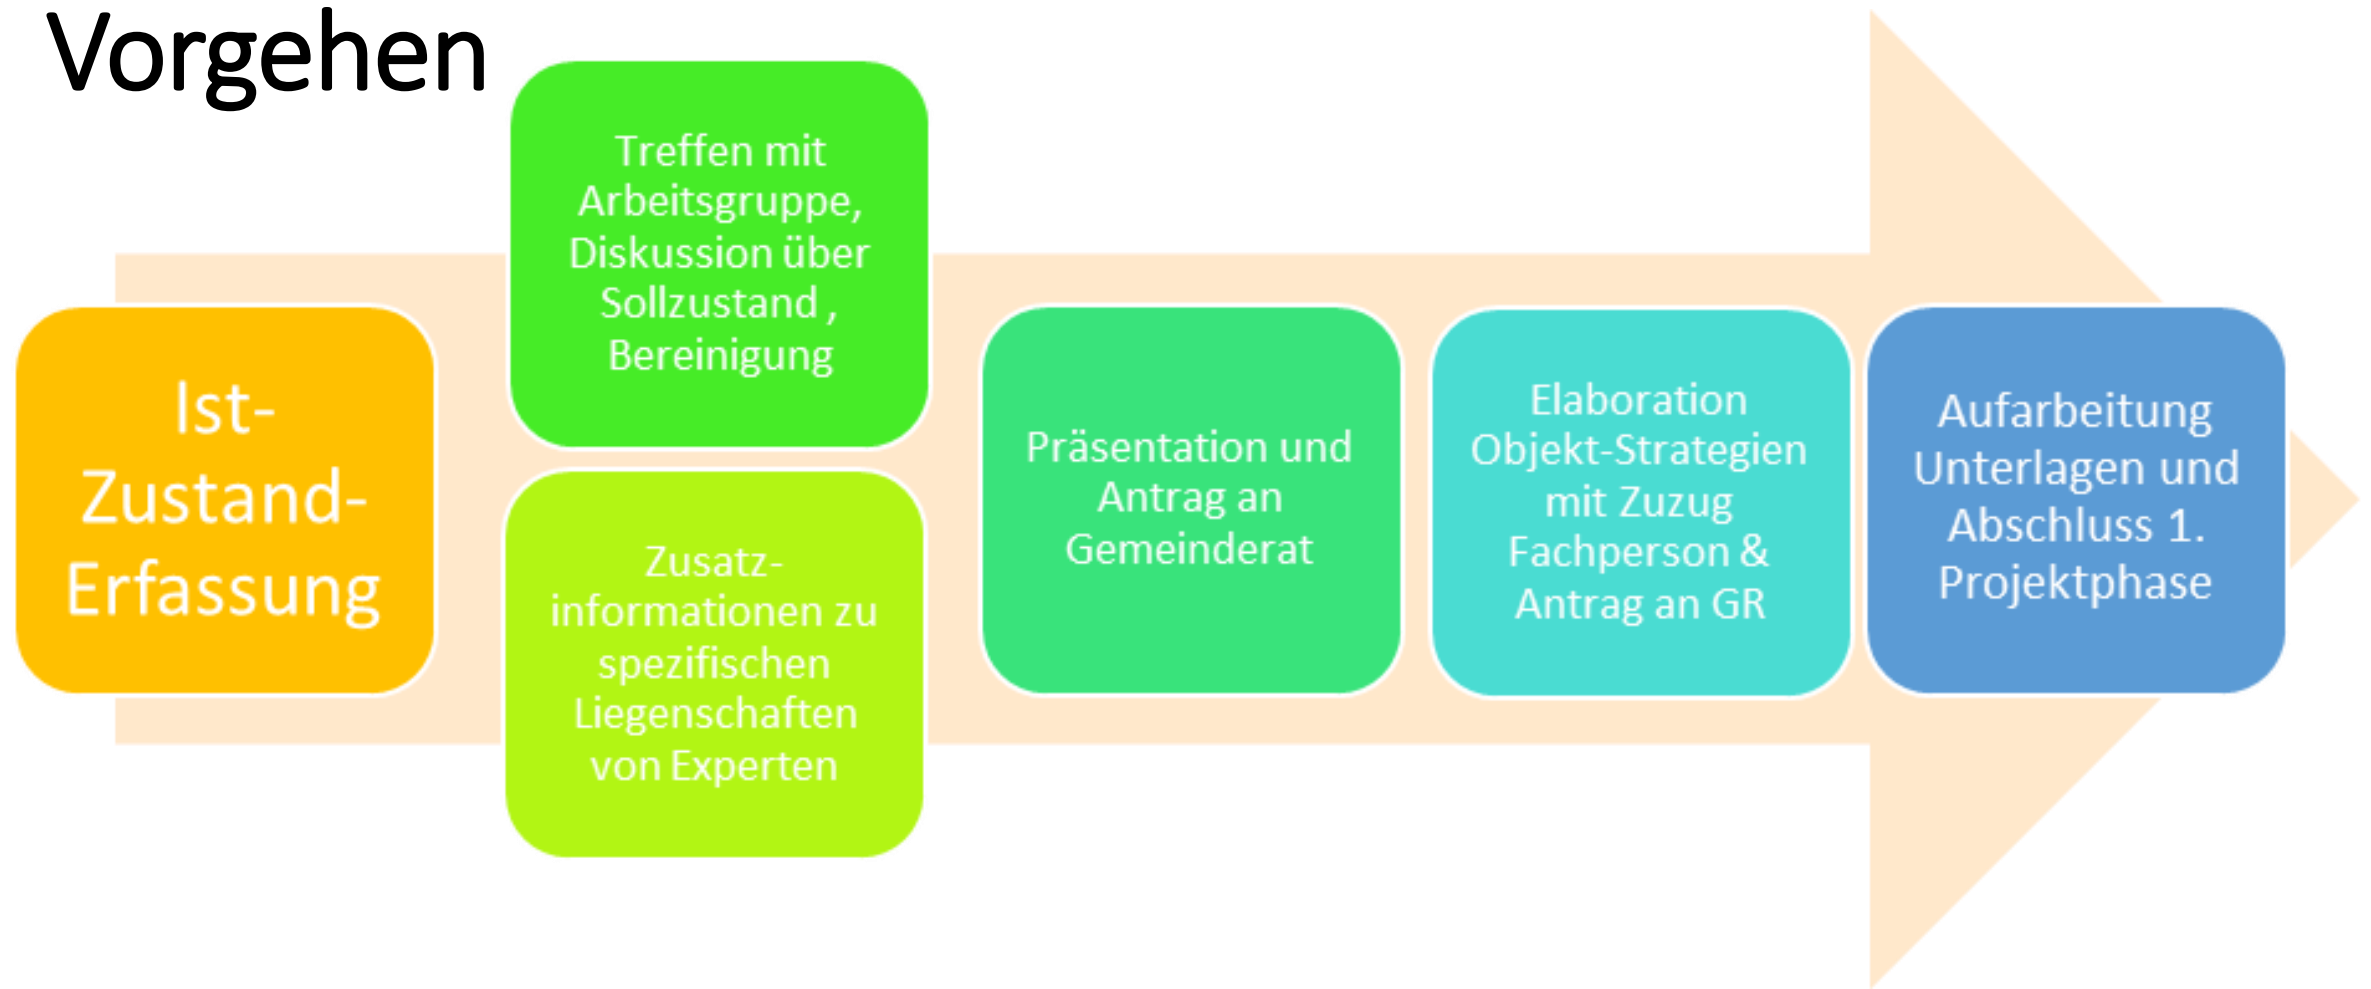 Vorgehen
Ist-
Zustand-
Erfassung
Treffen mit
Arbeitsgruppe,
Diskussion über
Sollzustand ,
Bereinigung
Zusatz-
informationen zu
spezifischen
Liegenschaften
von Experten
Präsentation und
Antrag an
Gemeinderat
Elaboration
Objekt-Strategien
mit Zuzug
Fachperson &
Antrag an GR
Aufarbeitung
Unterlagen und
Abschluss 1.
Projektphase